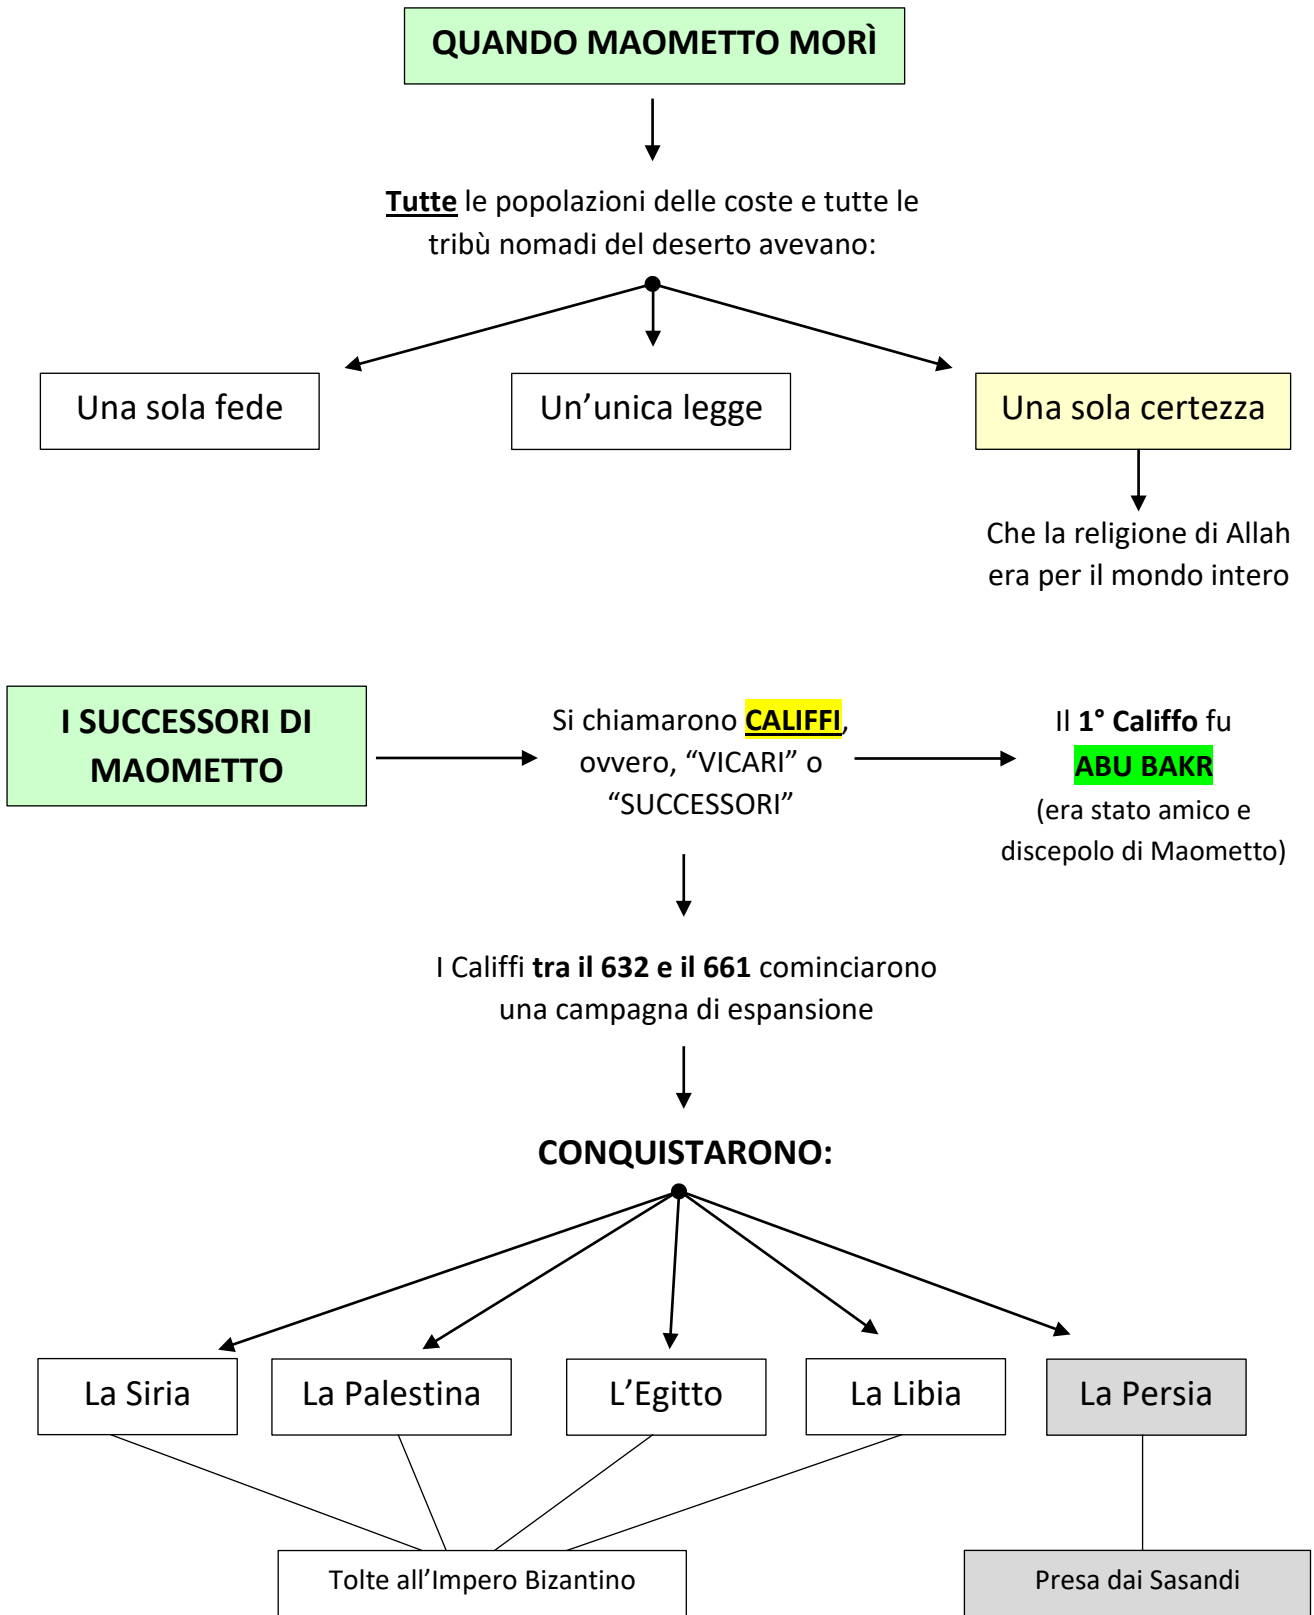 QUANDO MAOMETTO MORÌ
Tutte le popolazioni delle coste e tutte le
tribù nomadi del deserto avevano:
Una sola fede
Un’unica legge
Una sola certezza
Che la religione di Allah
era per il mondo intero
I SUCCESSORI DI
MAOMETTO
Si chiamarono CALIFFI,
ovvero, “VICARI” o
“SUCCESSORI”
Il 1° Califfo fu
ABU BAKR
(era stato amico e
discepolo di Maometto)
I Califfi tra il 632 e il 661 cominciarono
una campagna di espansione
CONQUISTARONO:
La Siria
La Palestina
L’Egitto
La Libia
La Persia
Tolte all’Impero Bizantino
Presa dai Sasandi